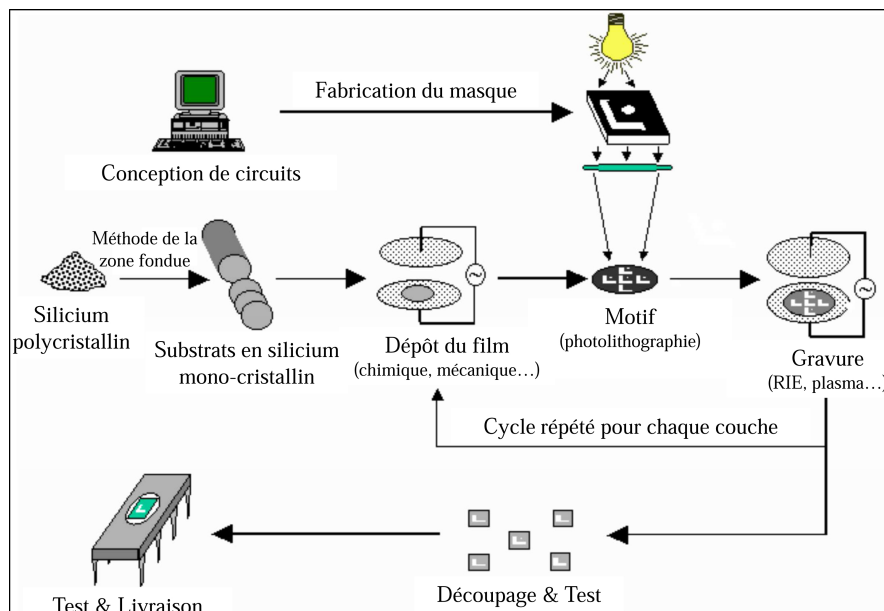 Fabrication du masque
Conception de circuits
Méthode de la
zone fondue
Silicium
polycristallin
Substrats en silicium
mono-cristallin
Dépôt du film
(chimique, mécanique…)
Motif
(photolithographie)
Gravure
(RIE, plasma…)
Cycle répété pour chaque couche
Découpage & Test
Test & Livraison